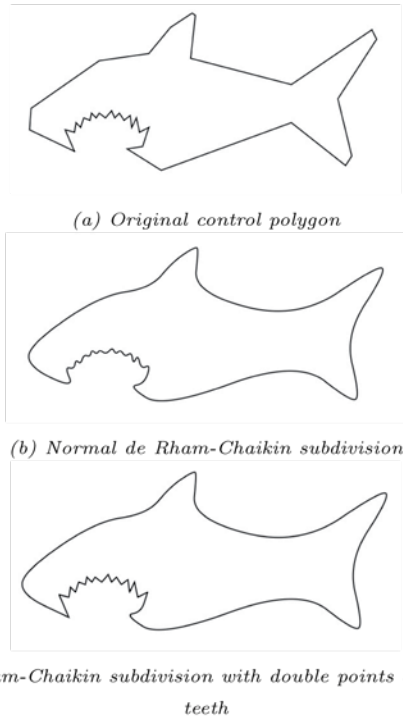 (a) Original control polygon
(b) Normal de Rham-Chaikin subdivision
m-Chaikin subdivision with double points
teeth